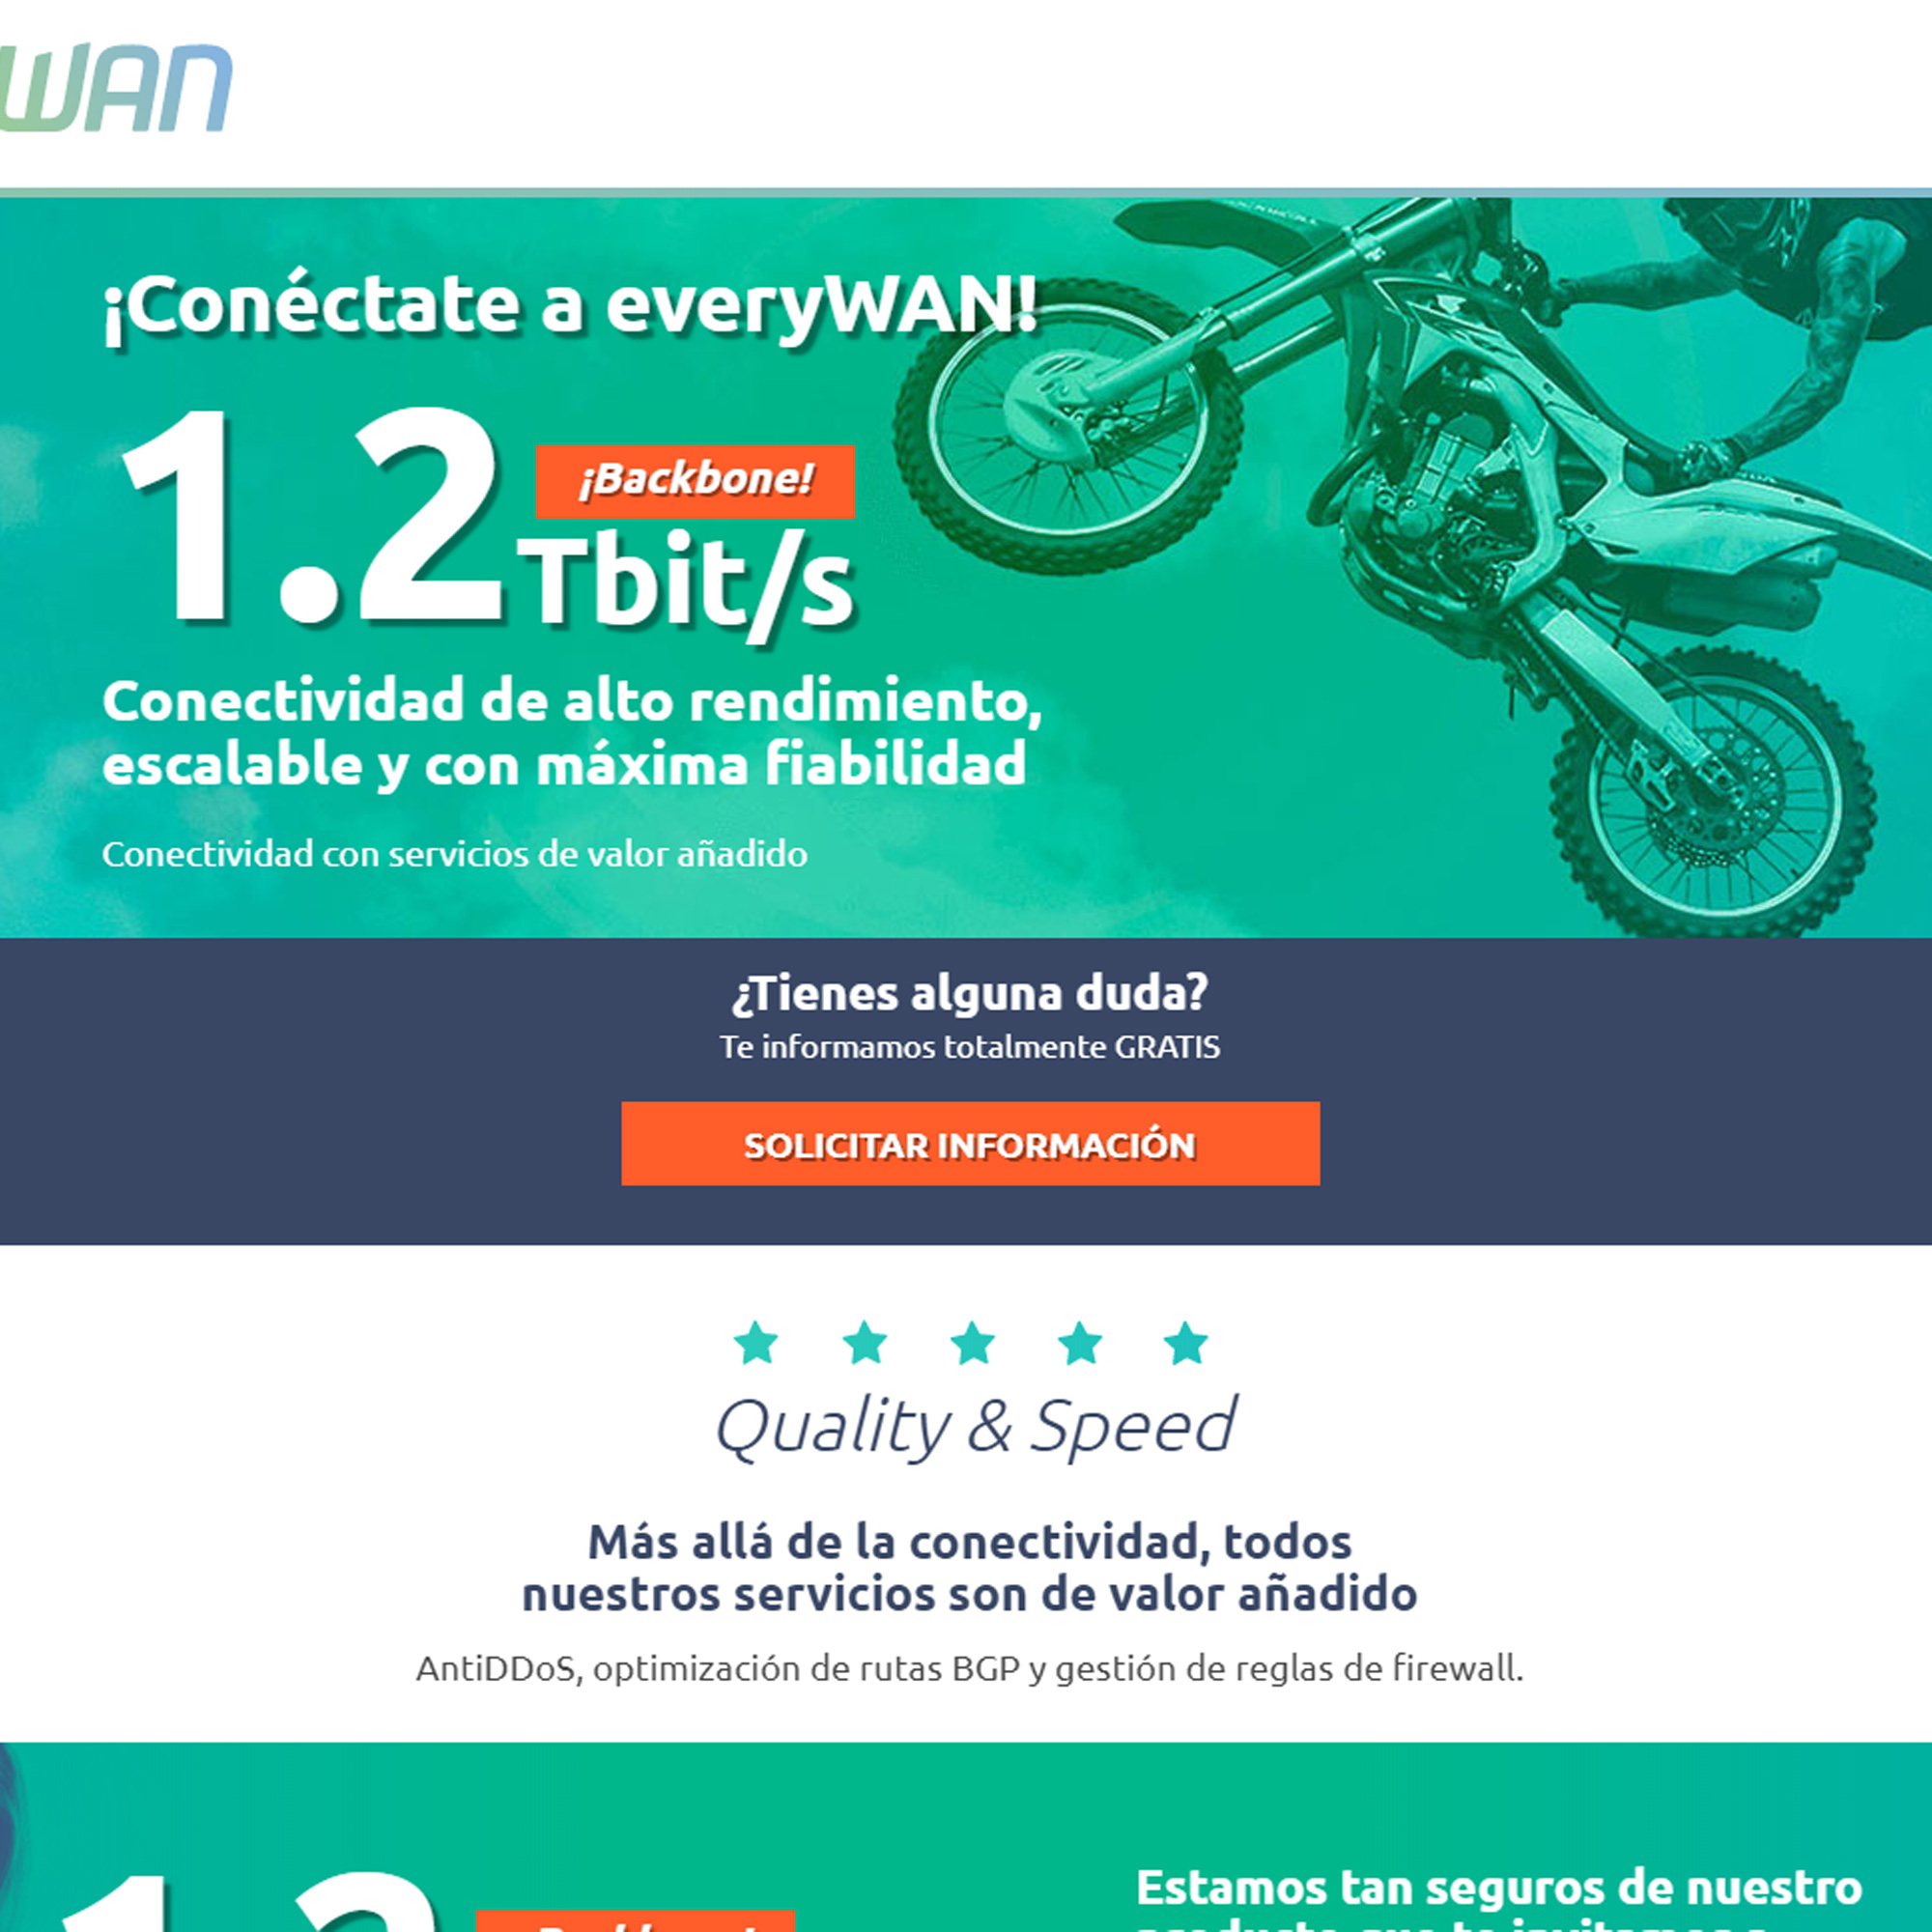 WAN
¡Conéctate a everyWAN!
1.2
¡Backbone!
Tbit/s
Conectividad de alto rendimiento,
escalable y con máxima fiabilidad
Conectividad con servicios de valor añadido
¿Tienes alguna duda?
Te informamos totalmente GRATIS
SOLICITAR INFORMACIÓN
Quality & Speed
Más allá de la conectividad, todos
nuestros servicios son de valor añadido
AntiDDoS, optimización de rutas BGP y gestión de reglas de firewall.
1.2
Estamos tan seguros de nuestro